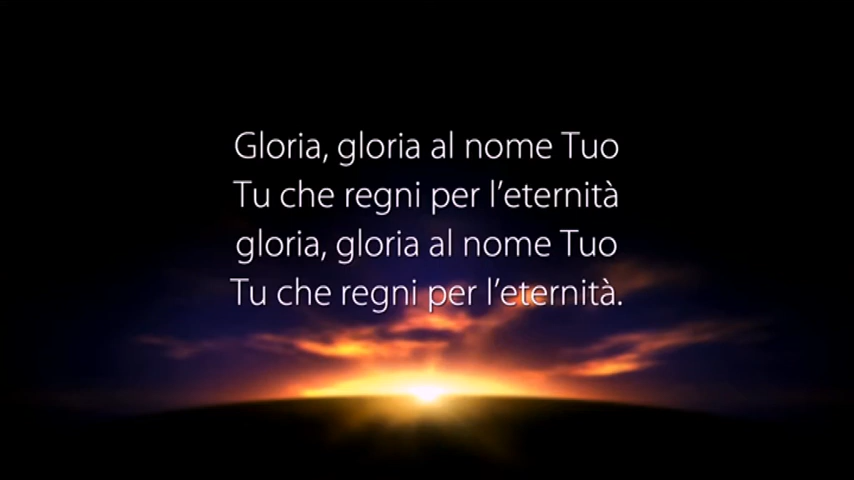 Gloria, gloria al nome Tuo
Tu che regni per l’eternità
gloria, gloria al nome Tuo
Tu che regni per l’eternità.